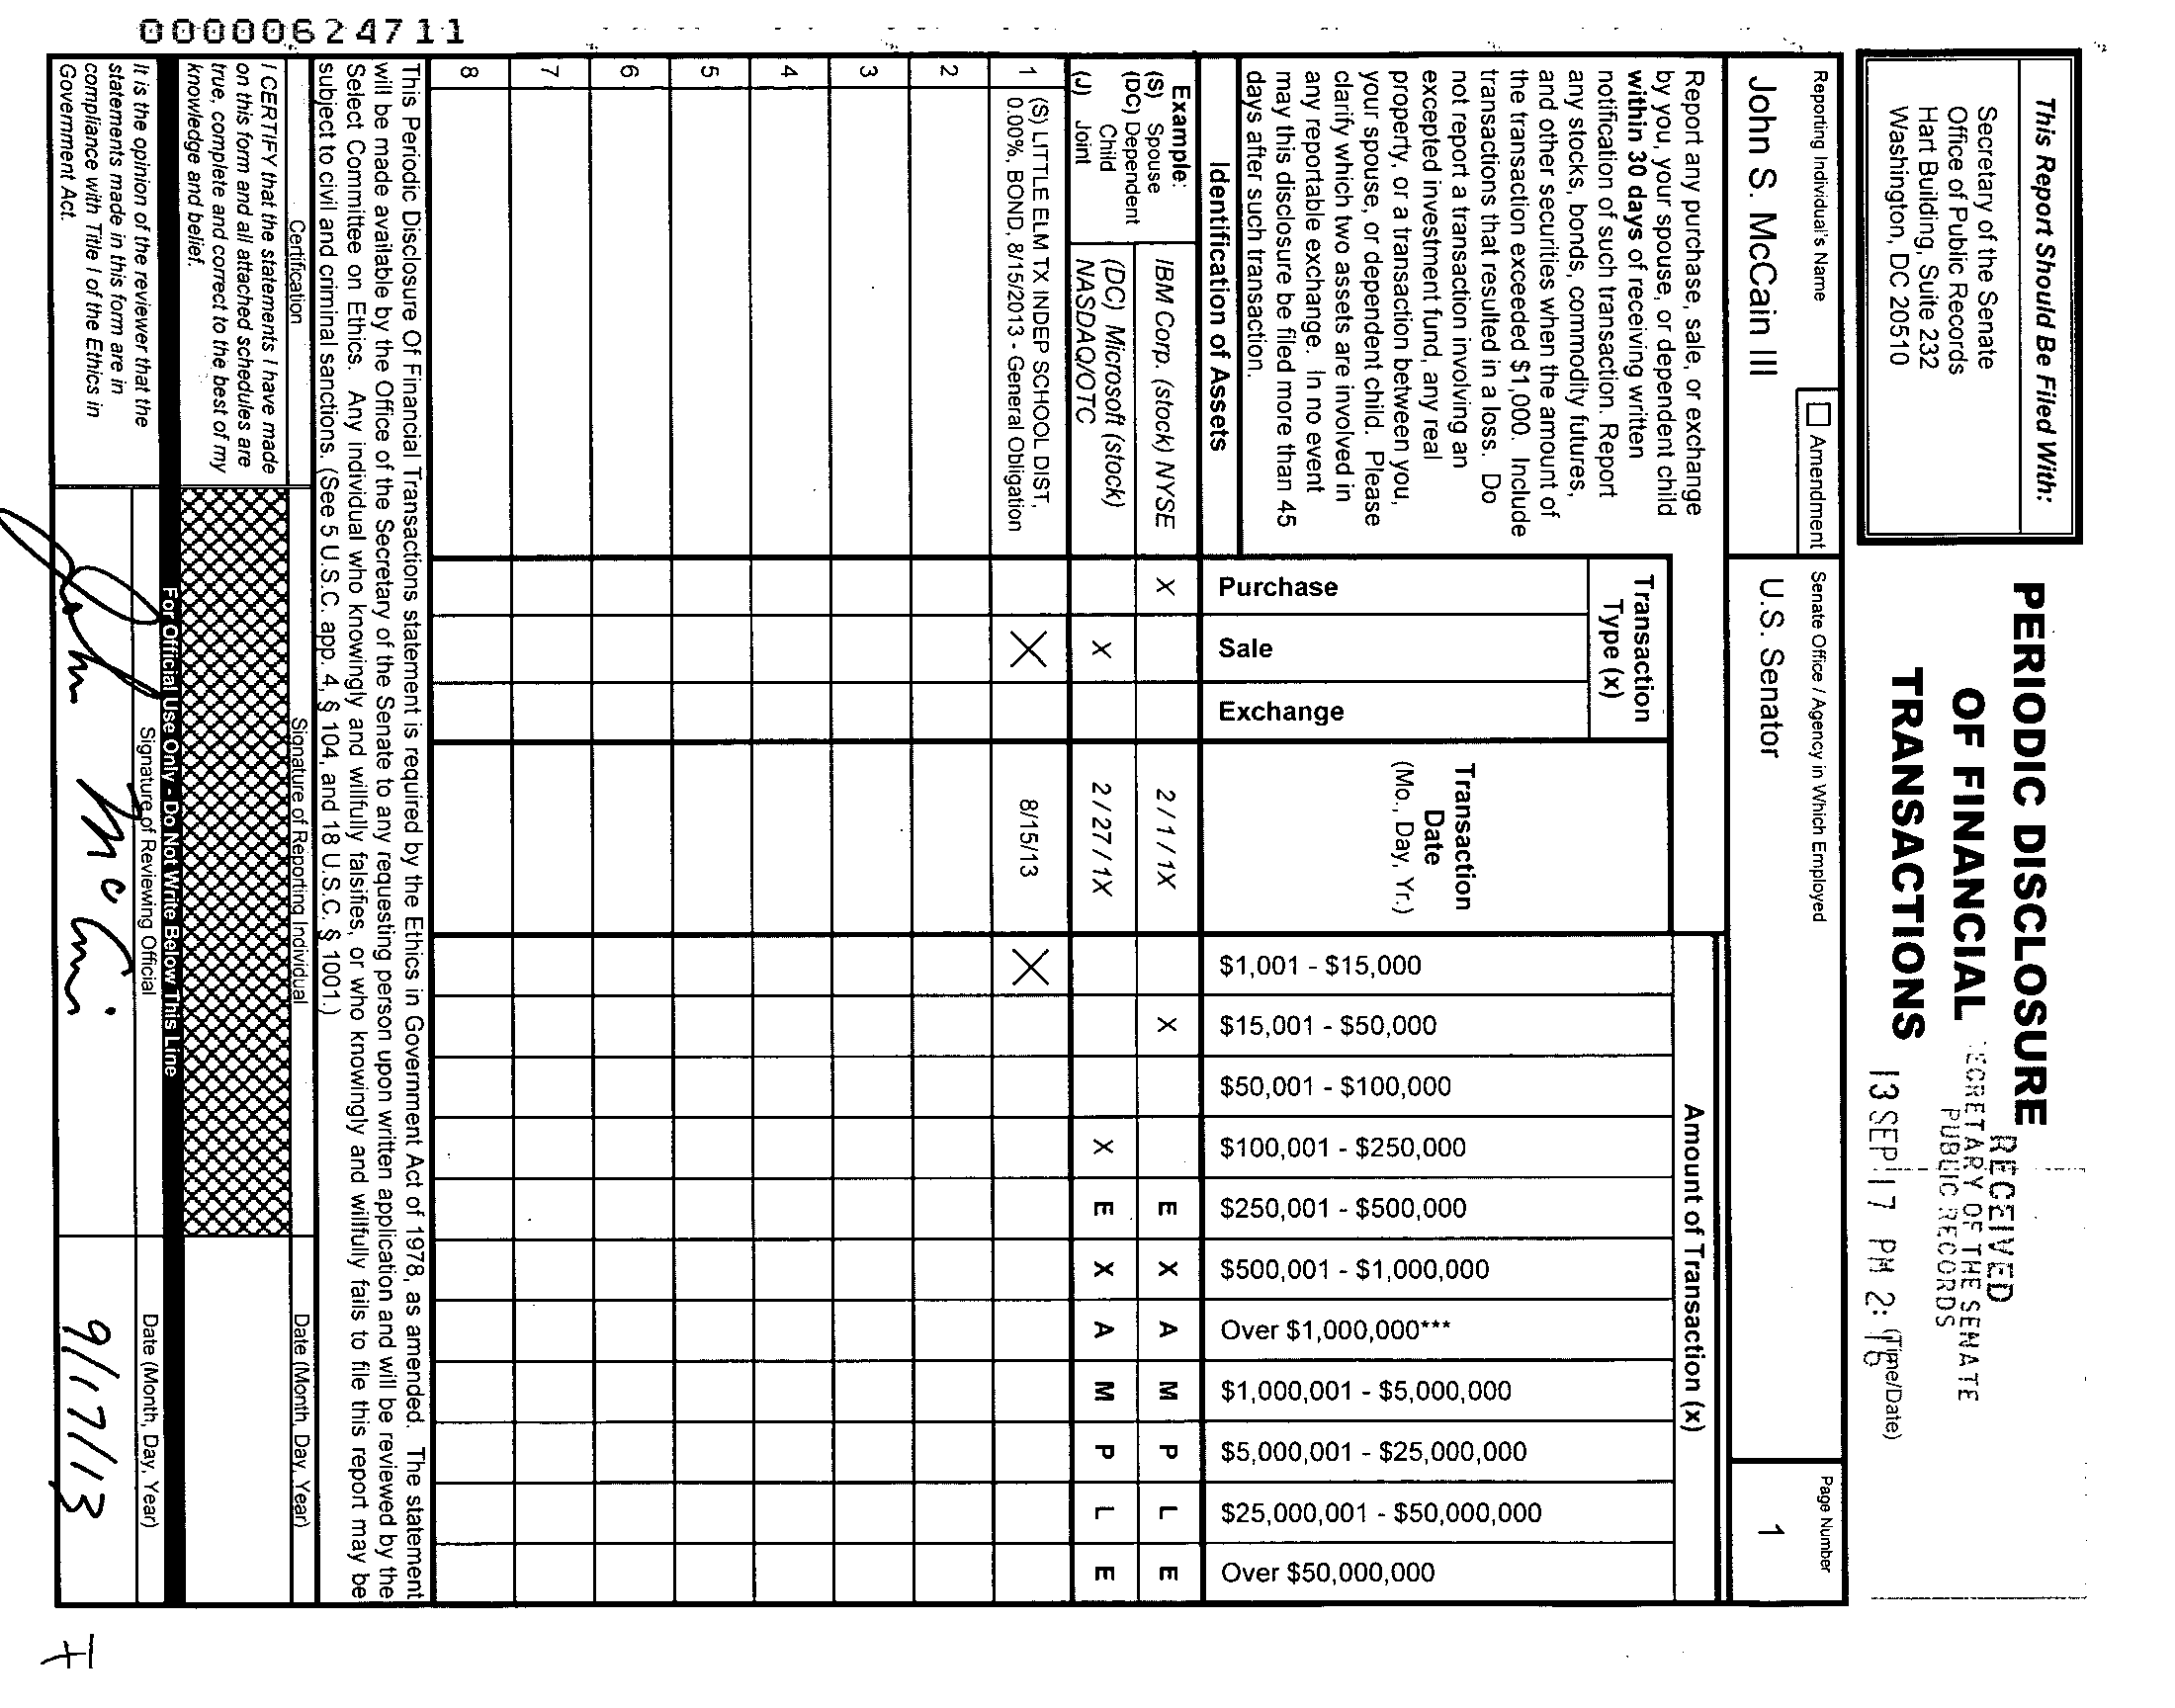 00000624711
This Report Should Be Filed With:
Secretary of the Senate
Office of Public Records
Hart Building, Suite 232
Washington, DC 20510
PERIODIC DISCLOSURE
OF FINANCIAL
TRANSACTIONS
RECEIVED
SECRETARY OF THE SENATE
PUBLIC RECORDS
13 SEP 17 PM 2:
(Time/Date)
Reporting Individual's Name
John S. McCain III
Amendment
Senate Office / Agency in Which Employed
U.S. Senator
Page Number
1
Report any purchase, sale, or exchange
by you, your spouse, or dependent child
within 30 days of receiving written
notification of such transaction. Report
any stocks, bonds, commodity futures,
and other securities when the amount of
the transaction exceeded $1,000. Include
transactions that resulted in a loss. Do
not report a transaction involving an
excepted investment fund, any real
property, or a transaction between you,
your spouse, or dependent child. Please
clarify which two assets are involved in
any reportable exchange. In no event
may this disclosure be filed more than 45
days after such transaction.
Identification of Assets
Transaction
Type (x)
Purchase
Sale
Exchange
Transaction
Date
(Mo., Day, Yr.)
Amount of Transaction (x)
$1,001 - $15,000
$15,001 - $50,000
$50,001 - $100,000
$100,001 - $250,000
$250,001 - $500,000
$500,001 - $1,000,000
Over $1,000,000***
$1,000,001 - $5,000,000
$5,000,001 - $25,000,000
$25,000,001 - $50,000,000
Over $50,000,000
Example:
(S) Spouse
(DC) Dependent
Child
(J) Joint
IBM Corp. (stock) NYSE X 2 / 1 / 1X X E X A M P L E
(DC) Microsoft (stock)
NASDAQ/OTC X 2 / 27 / 1X X E X A M P L E
1 (S) LITTLE ELM TX INDEP SCHOOL DIST,
0.00%, BOND, 8/15/2013 - General Obligation X 8/15/13 X
2
3
4
5
6
7
8
This Periodic Disclosure Of Financial Transactions statement is required by the Ethics in Government Act of 1978, as amended. The statement
will be made available by the Office of the Secretary of the Senate to any requesting person upon written application and will be reviewed by the
Select Committee on Ethics. Any individual who knowingly and willfully falsifies, or who knowingly and willfully fails to file this report may be
subject to civil and criminal sanctions. (See 5 U.S.C. app. 4, § 104, and 18 U.S.C. § 1001.)
Certification
Signature of Reporting Individual
Date (Month, Day, Year)
I CERTIFY that the statements I have made
on this form and all attached schedules are
true, complete and correct to the best of my
knowledge and belief.
For Official Use Only - Do Not Write Below This Line
It is the opinion of the reviewer that the
statements made in this form are in
compliance with Title I of the Ethics in
Government Act.
Signature of Reviewing Official
Date (Month, Day, Year)
John McCain
9/17/13